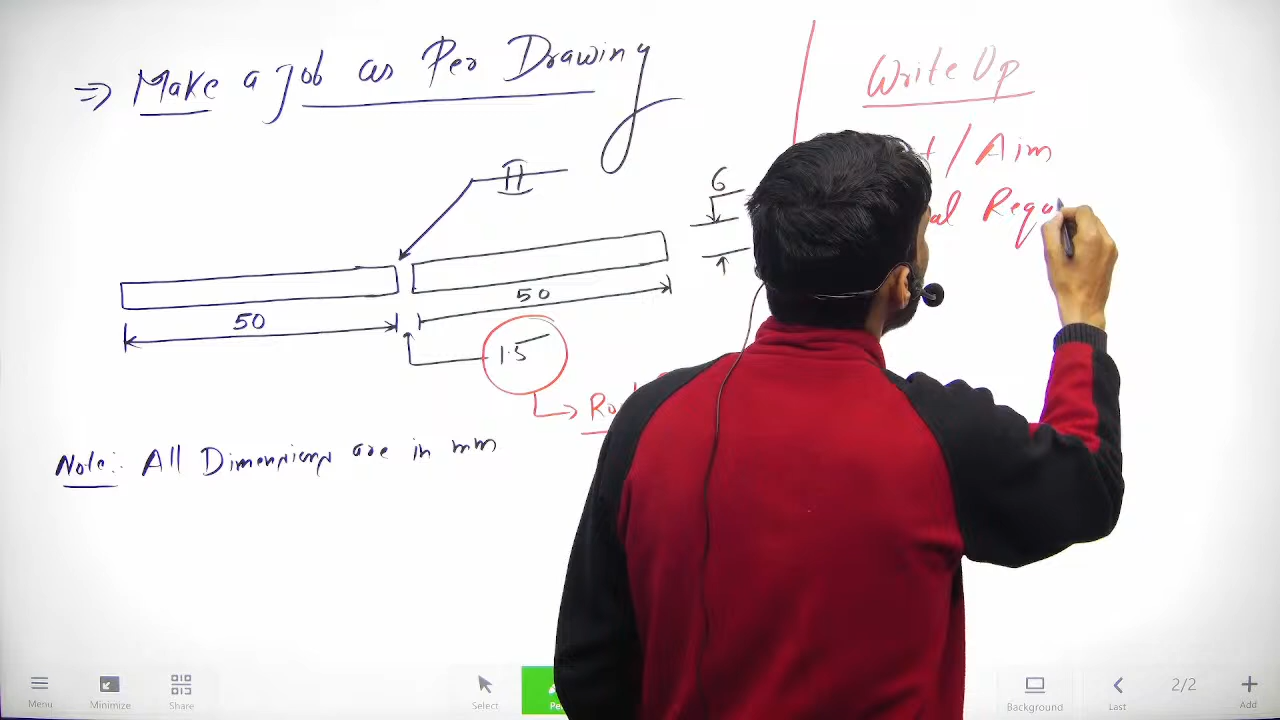 ⇒ Make a job as Per Drawing
Write Up
/ Aim
6
50
50
1.5
Note:- All Dimensions are in mm
Menu
Minimize
Share
Select
Background
Last
2/2
Add